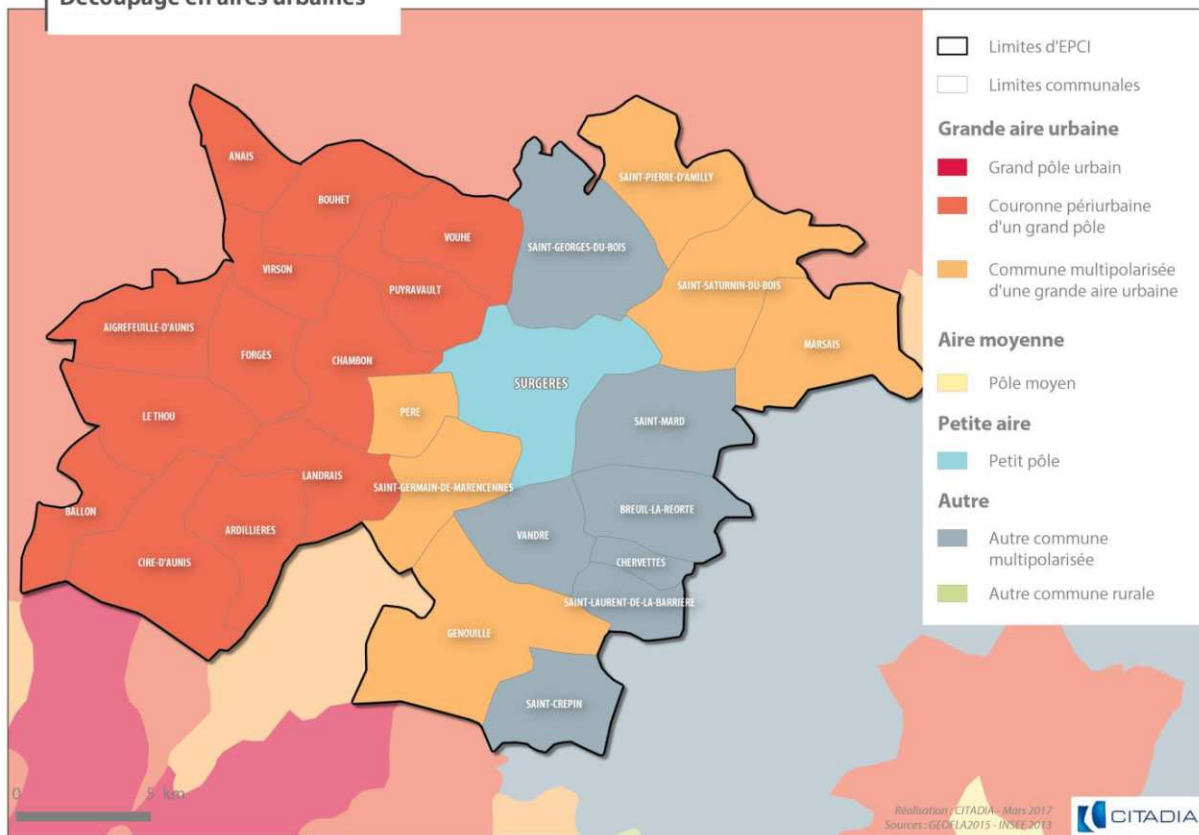 Découpage en aires urbaines
Limites d'EPCI
Limites communales
Grande aire urbaine
Grand pôle urbain
Couronne périurbaine
d'un grand pôle
Commune multipolarisée
d'une grande aire urbaine
Aire moyenne
Pôle moyen
Petite aire
Petit pôle
Autre
Autre commune
multipolarisée
Autre commune rurale
ANAIS
BOUHET
VOUHE
VIRSON
PUYRAVAULT
AIGREFEUILLE-D'AUNIS
FORGES
CHAMBON
LE THOU
LANDRAIS
BALLON
ARDILLIERES
CIRE-D'AUNIS
SAINT-GEORGES-DU-BOIS
SAINT-PIERRE-D'AMILLY
SAINT-SATURNIN-DU-BOIS
MARSAIS
SURGÈRES
PERE
SAINT-MARD
SAINT-GERMAIN-DE-MARENCENNES
BREUIL-LA-REORTE
VANDRE
CHERVETTES
SAINT-LAURENT-DE-LA-BARRIERE
GENOUILLE
SAINT-CREPIN
0 5 km
Réalisation : CITADIA - Mars 2017
Sources : GEOFLA2015 - INSEE 2013
CITADIA